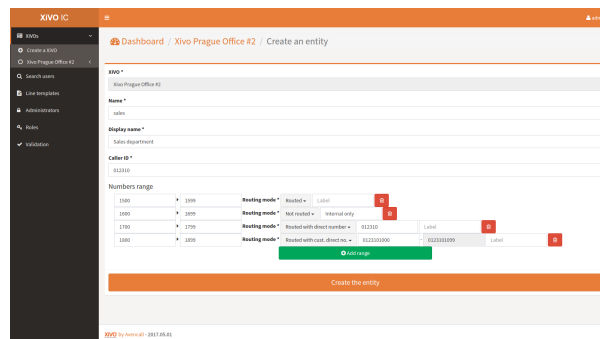 XiVO IC
XiVOs
Create a XiVO
Xivo Prague Office #2
Search users
Line templates
Administrators
Roles
Validation
Dashboard / Xivo Prague Office #2 / Create an entity
XiVO *
Xivo Prague Office #2
Name *
sales
Display name *
Sales department
Caller ID *
012310
Numbers range
1500 1599 Routing mode * Routed Label
1600 1699 Routing mode * Not routed Internal only
1700 1799 Routing mode * Routed with direct number 012310 Label
1800 1899 Routing mode * Routed with cust. direct no. 0123101000 - 0123101099 Label
Add range
Create the entity
XiVO by Avencall - 2017.05.01